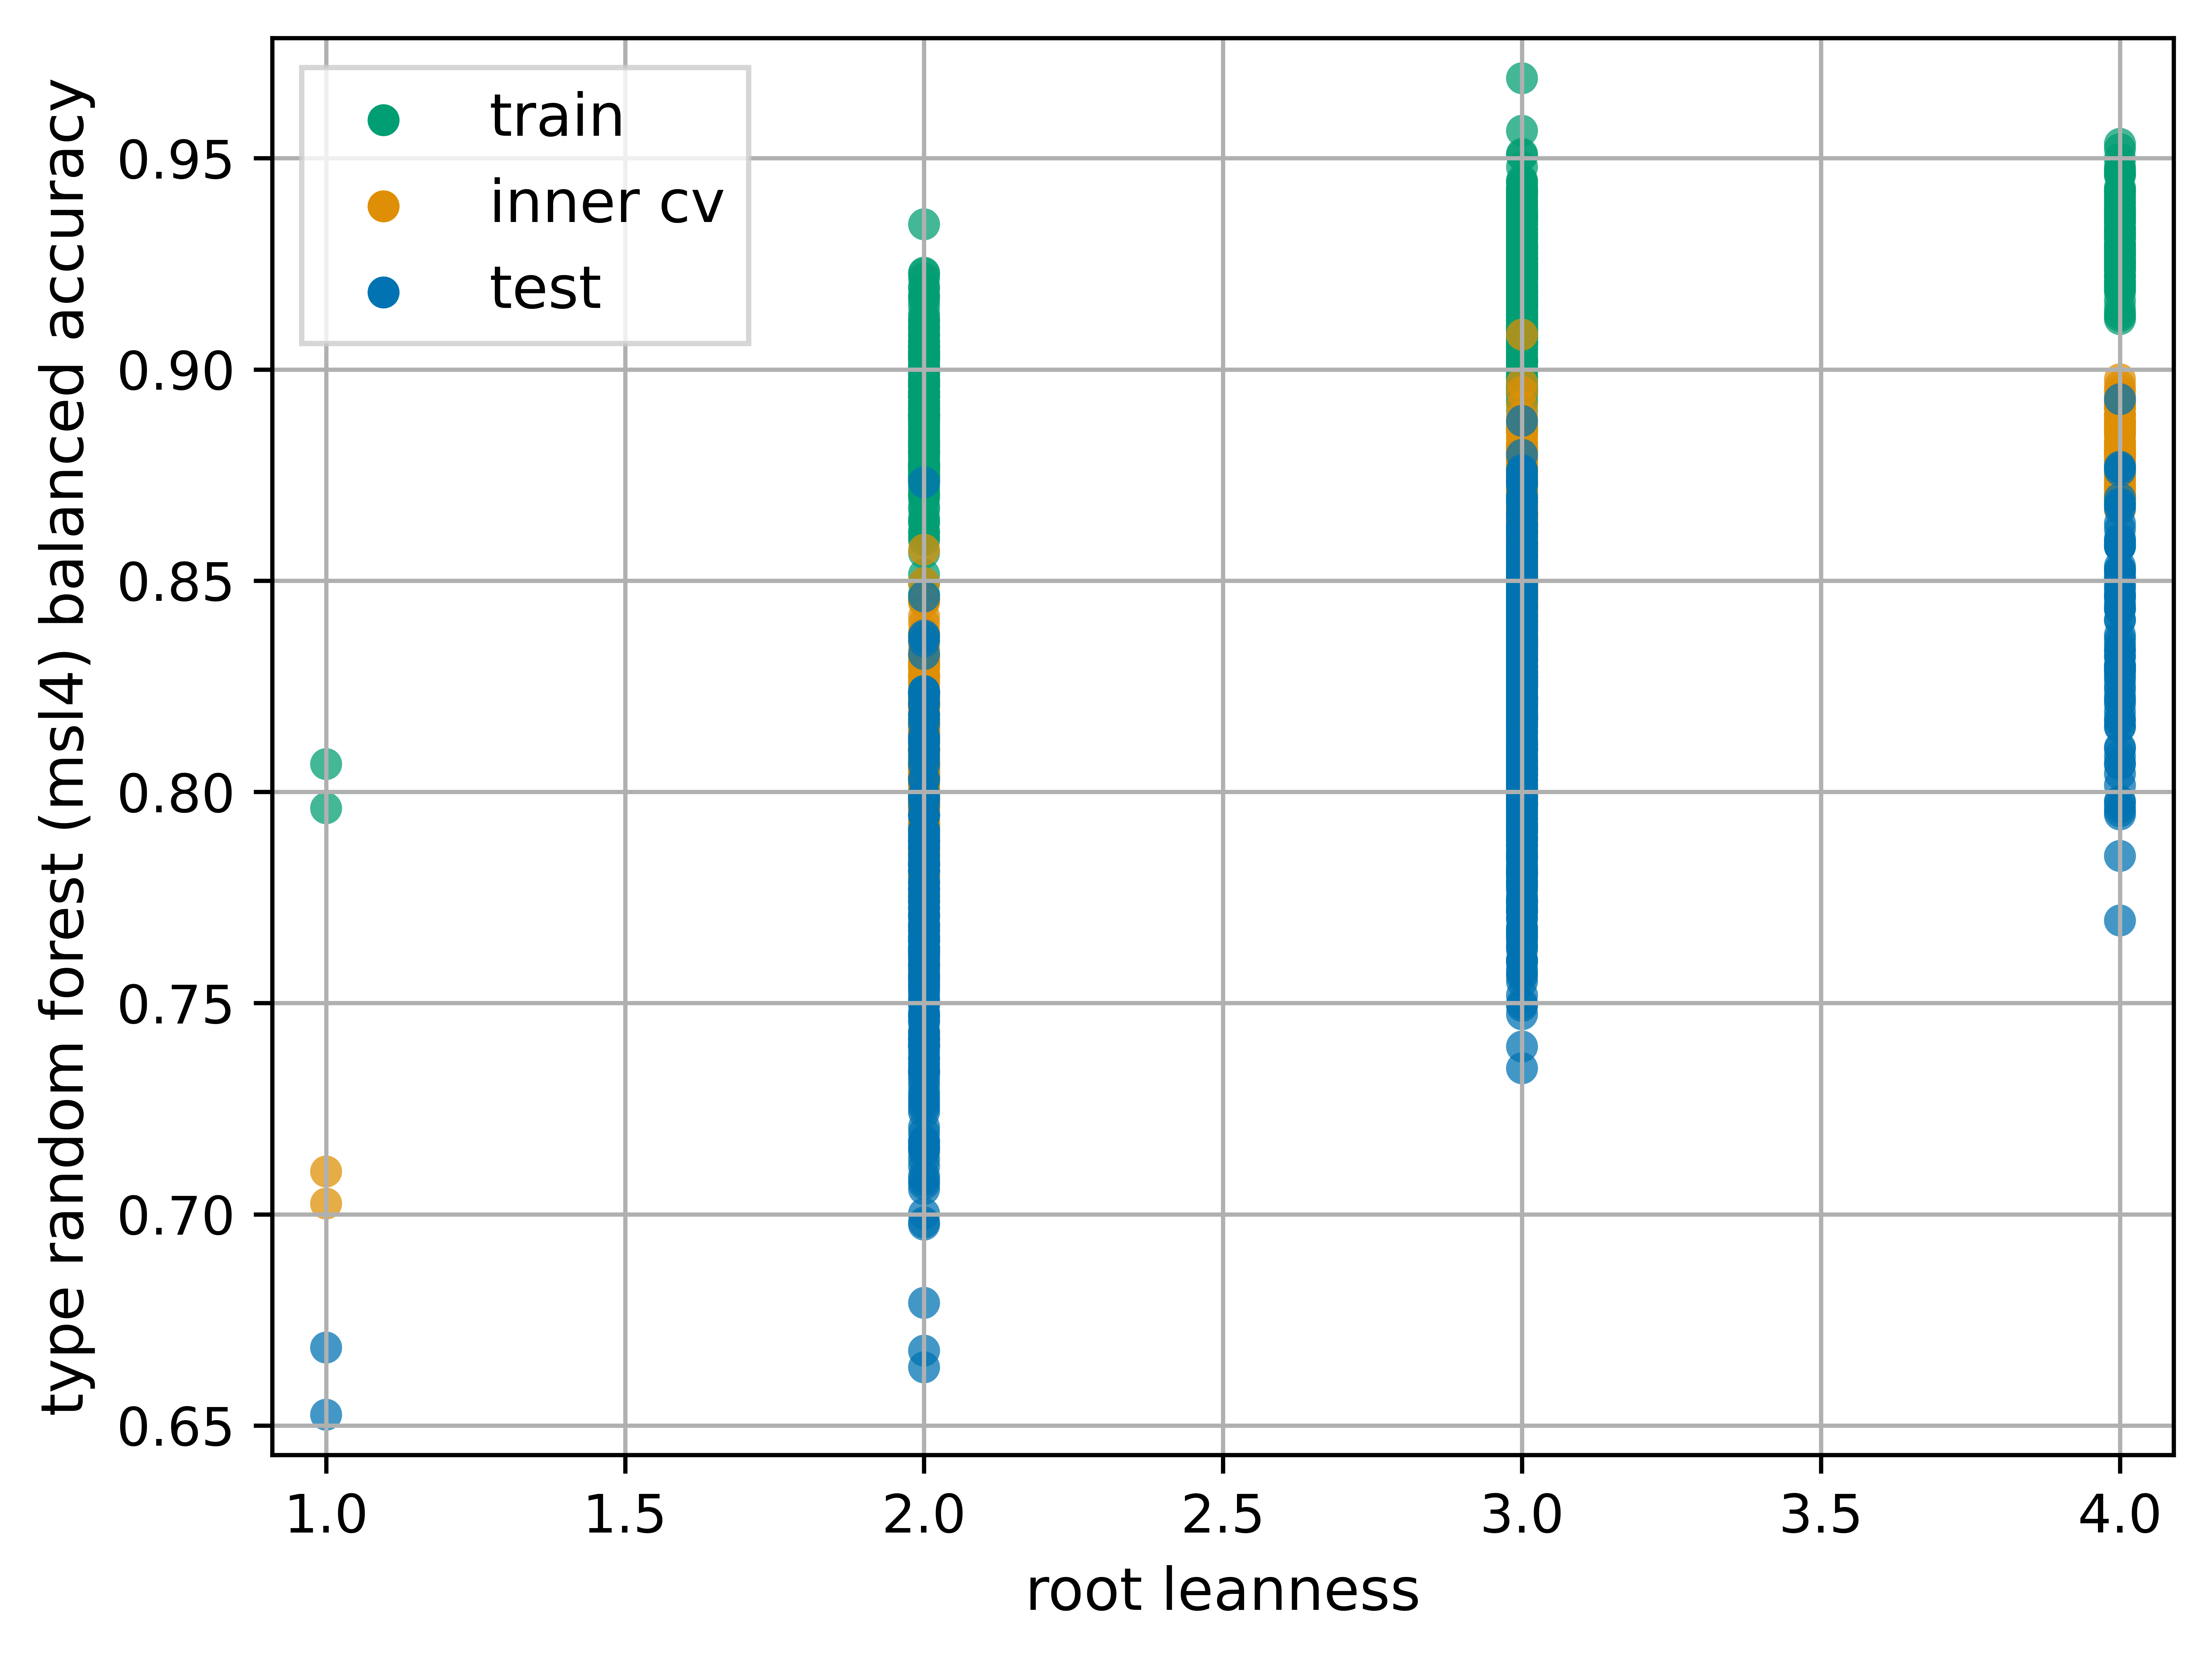 type random forest (msl4) balanced accuracy
0.95
0.90
0.85
0.80
0.75
0.70
0.65
train
inner cv
test
1.0 1.5 2.0 2.5 3.0 3.5 4.0
root leanness